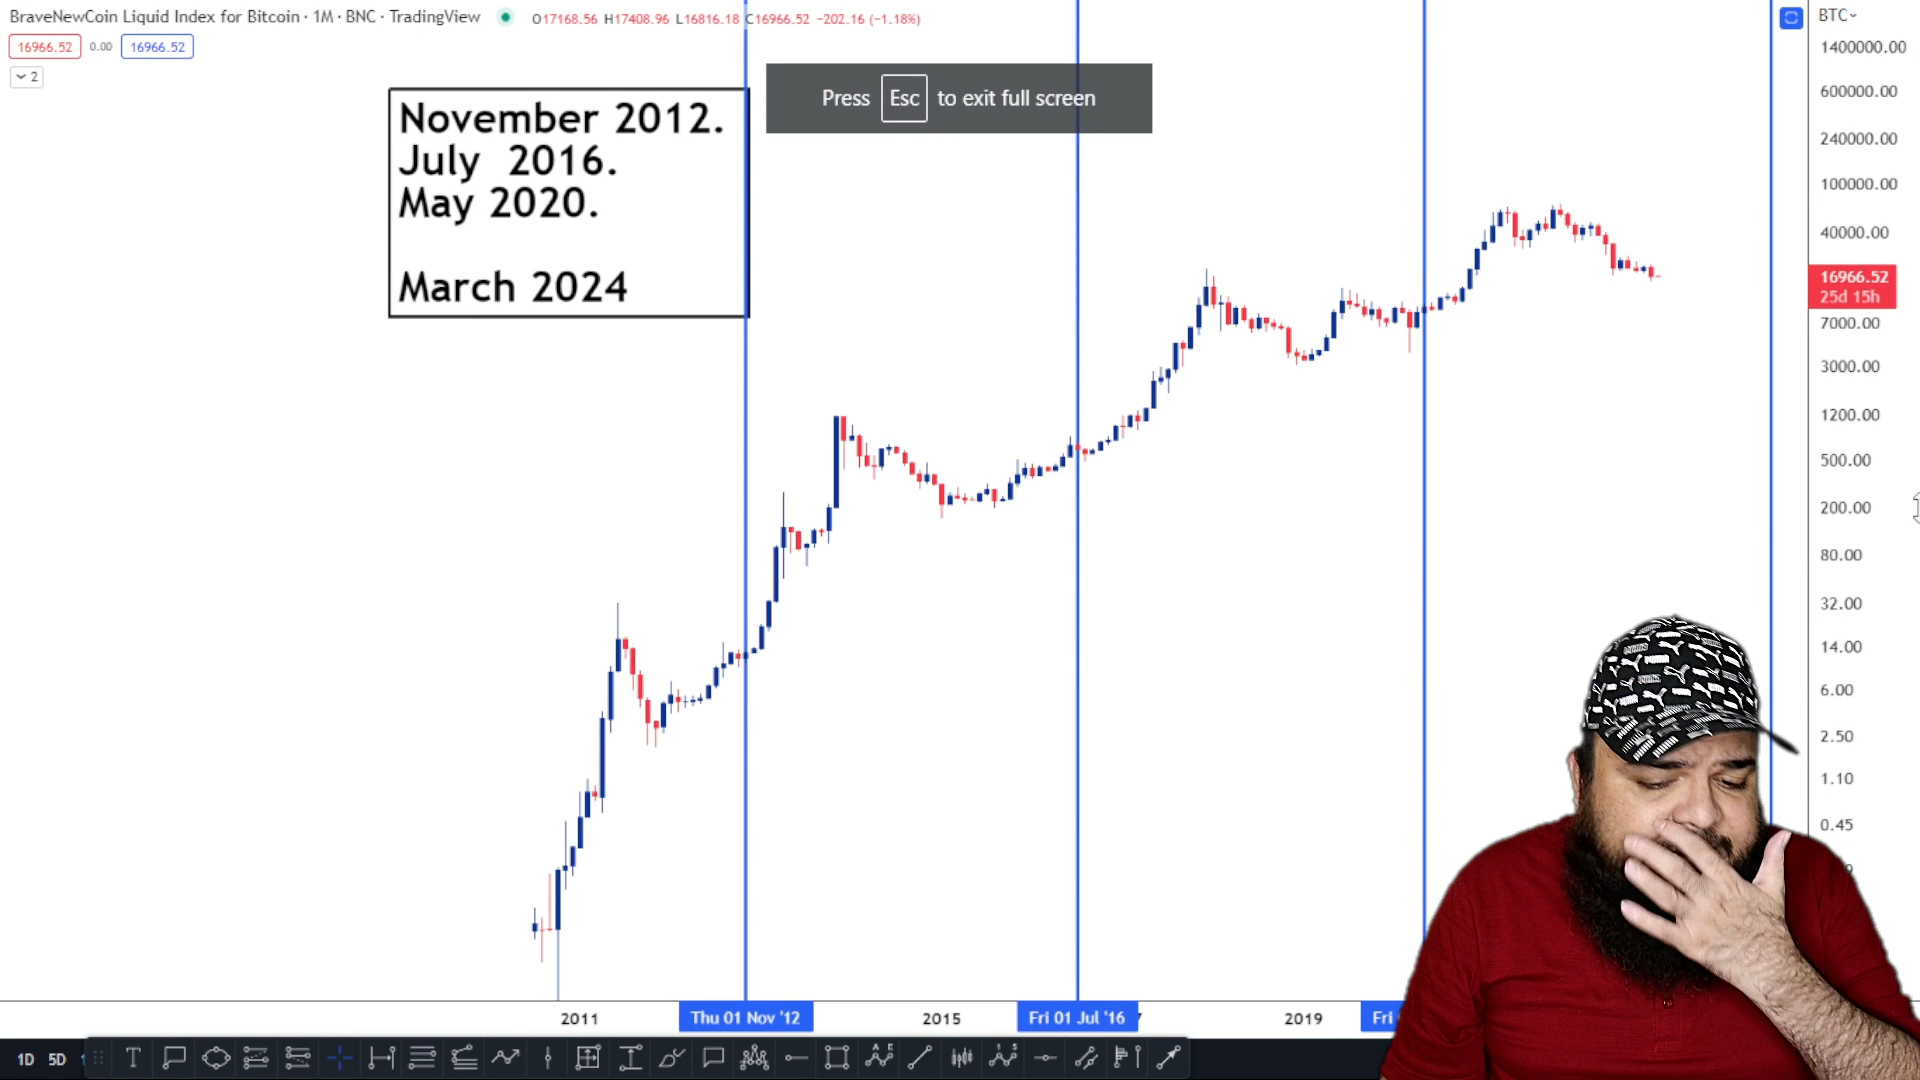 BraveNewCoin Liquid Index for Bitcoin · 1M · BNC · TradingView
O17168.56 H17408.96 L16816.18 C16966.52 −202.16 (−1.18%)
BTC
16966.52 0.00 16966.52
2
Press Esc to exit full screen
November 2012.
July 2016.
May 2020.
March 2024
1400000.00
600000.00
240000.00
100000.00
40000.00
16966.52
25d 15h
7000.00
3000.00
1200.00
500.00
200.00
80.00
32.00
14.00
6.00
2.50
1.10
0.45
2011
Thu 01 Nov '12
2015
Fri 01 Jul '16
2019
Fri
1D 5D